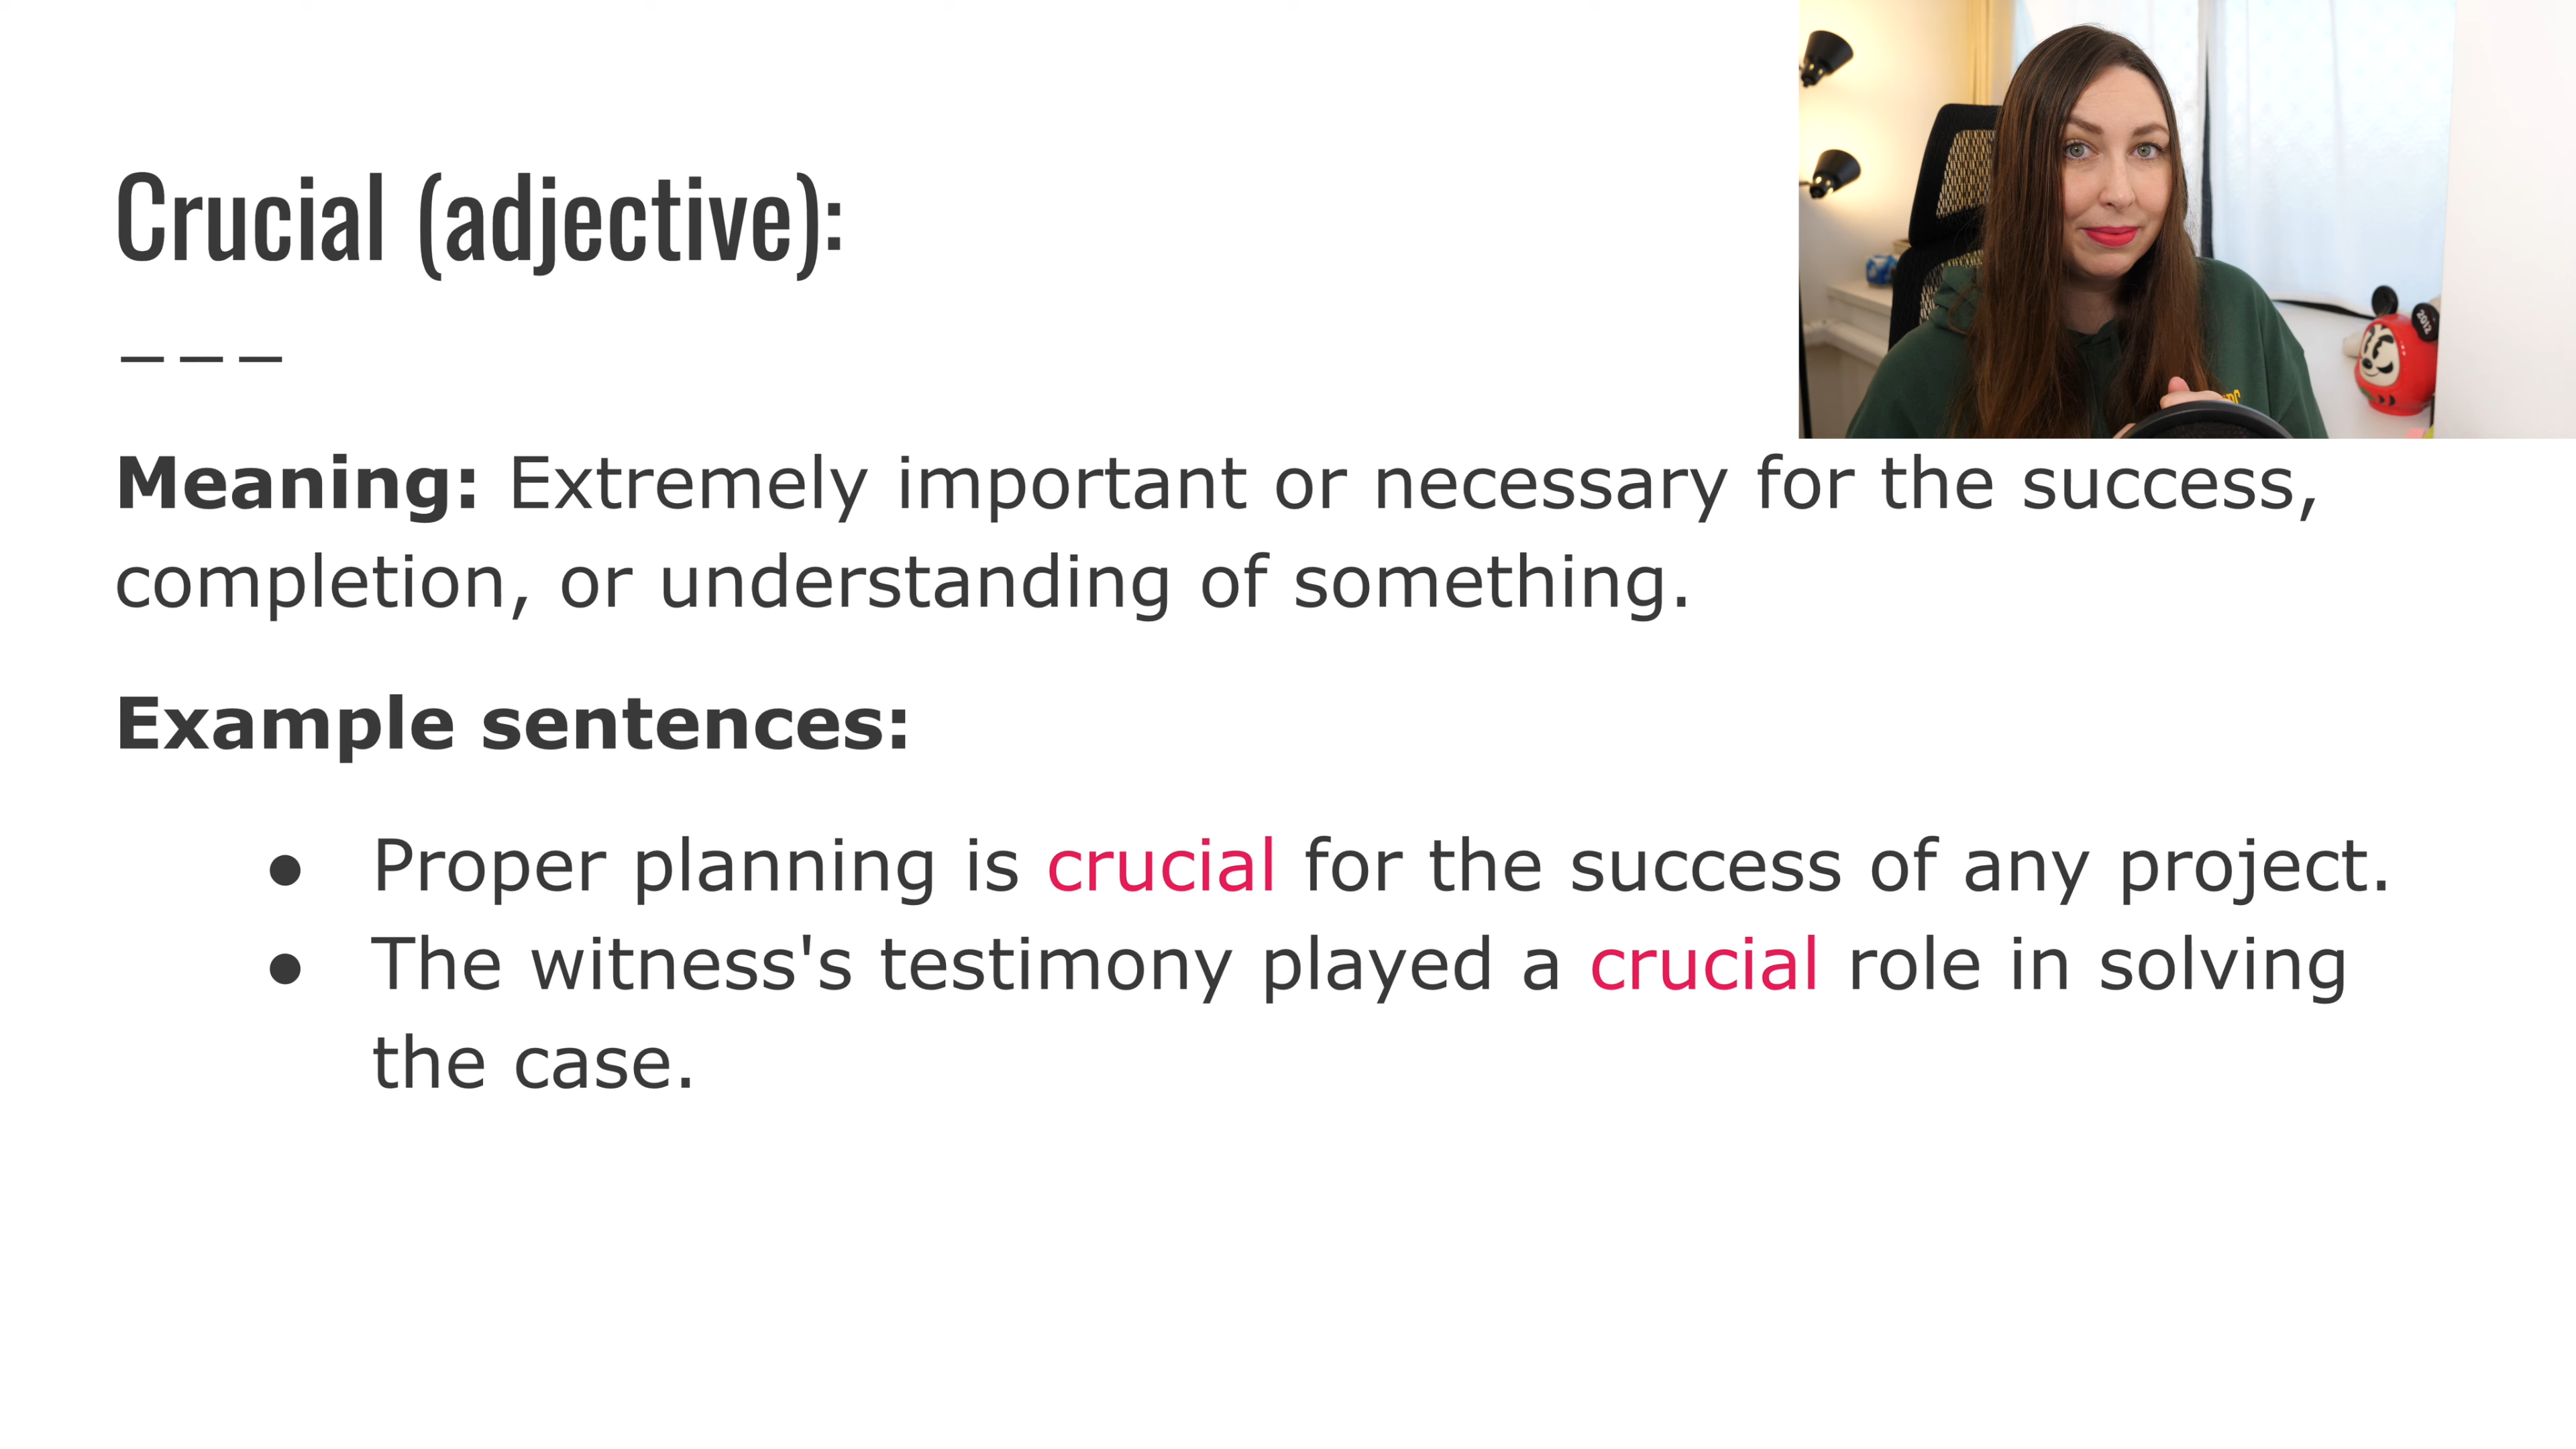 Crucial (adjective):
2012
Meaning: Extremely important or necessary for the success,
completion, or understanding of something.
Example sentences:
● Proper planning is crucial for the success of any project.
● The witness's testimony played a crucial role in solving
the case.